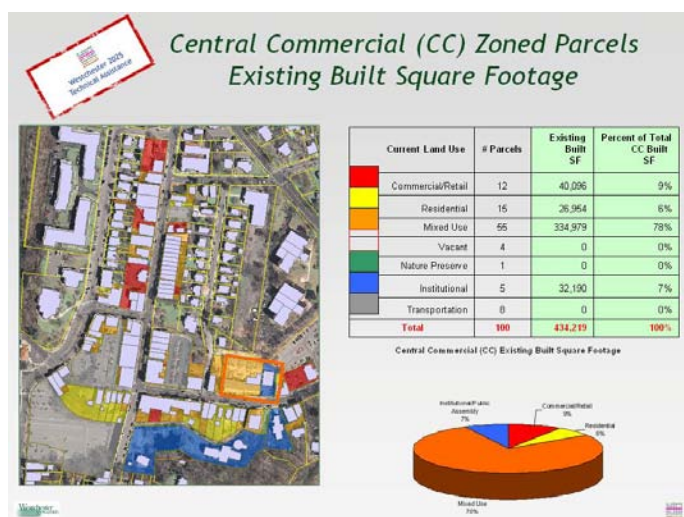 Westchester 2025
Technical Assistance
Central Commercial (CC) Zoned Parcels
Existing Built Square Footage
Current Land Use # Parcels Existing Built SF Percent of Total CC Built SF
Commercial/Retail 12 40,096 9%
Residential 15 26,954 6%
Mixed Use 55 334,979 78%
Vacant 4 0 0%
Nature Preserve 1 0 0%
Institutional 5 32,190 7%
Transportation 8 0 0%
Total 100 434,219 100%
Central Commercial (CC) Existing Built Square Footage
Institutional/Public
Assembly
7%
Commercial/Retail
9%
Residential
6%
Mixed Use
78%
Westchester